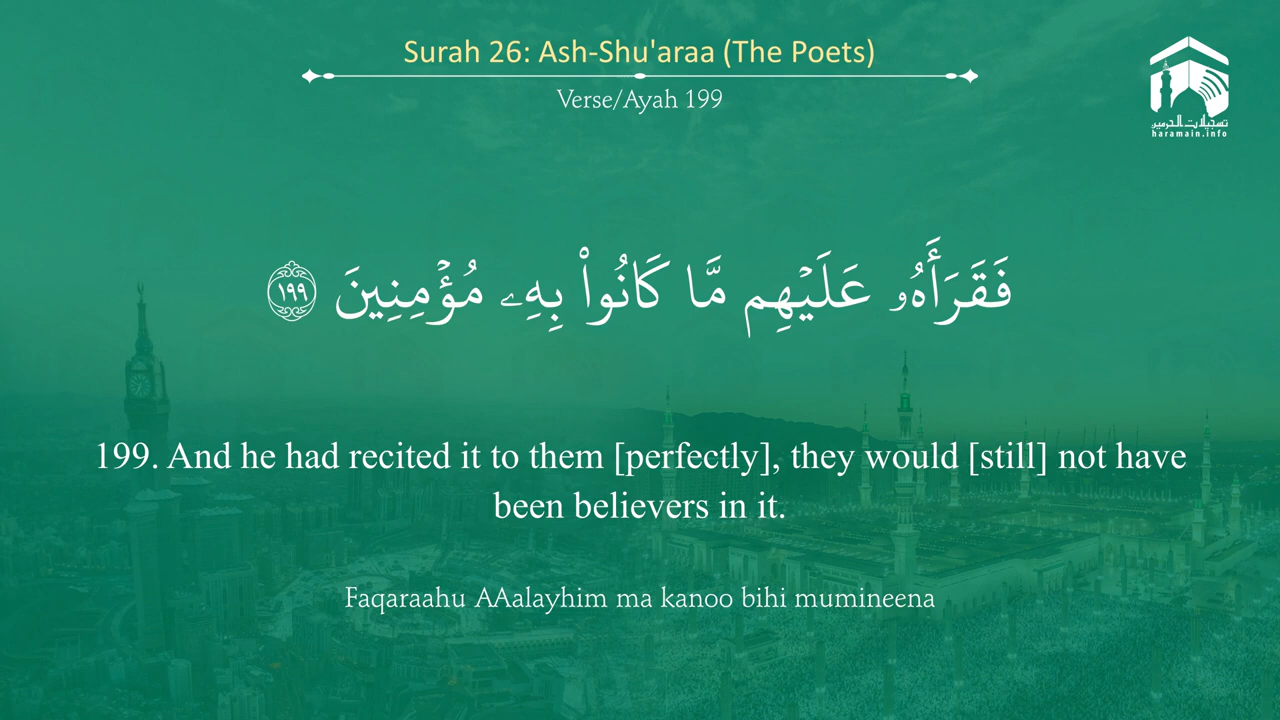 Surah 26: Ash-Shu'araa (The Poets)
Verse/Ayah 199
تسجيلات الحرمين
haramain.info
فَقَرَأَهُۥ عَلَيْهِم مَّا كَانُوا۟ بِهِۦ مُؤْمِنِينَ ١٩٩
199. And he had recited it to them [perfectly], they would [still] not have
been believers in it.
Faqaraahu AAalayhim ma kanoo bihi mumineena